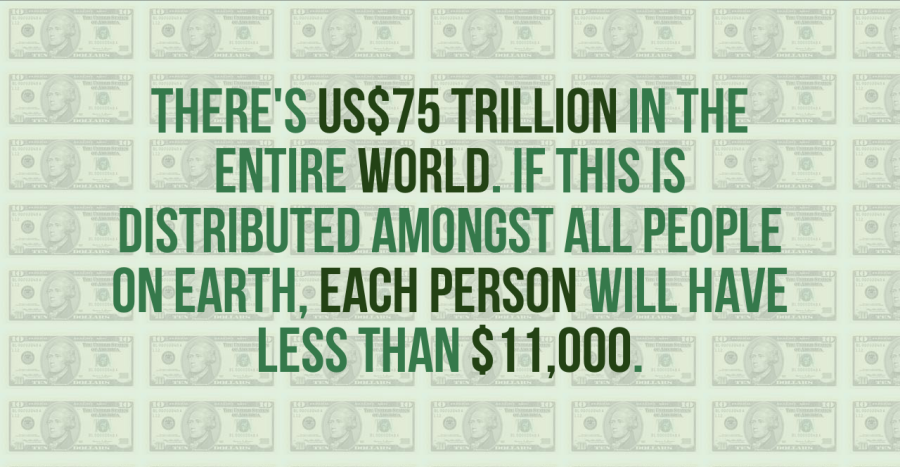 THERE'S US$75 TRILLION IN THE
ENTIRE WORLD. IF THIS IS
DISTRIBUTED AMONGST ALL PEOPLE
ON EARTH, EACH PERSON WILL HAVE
LESS THAN $11,000.